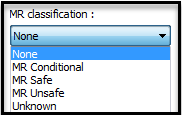 MR classification :
None
None
MR Conditional
MR Safe
MR Unsafe
Unknown